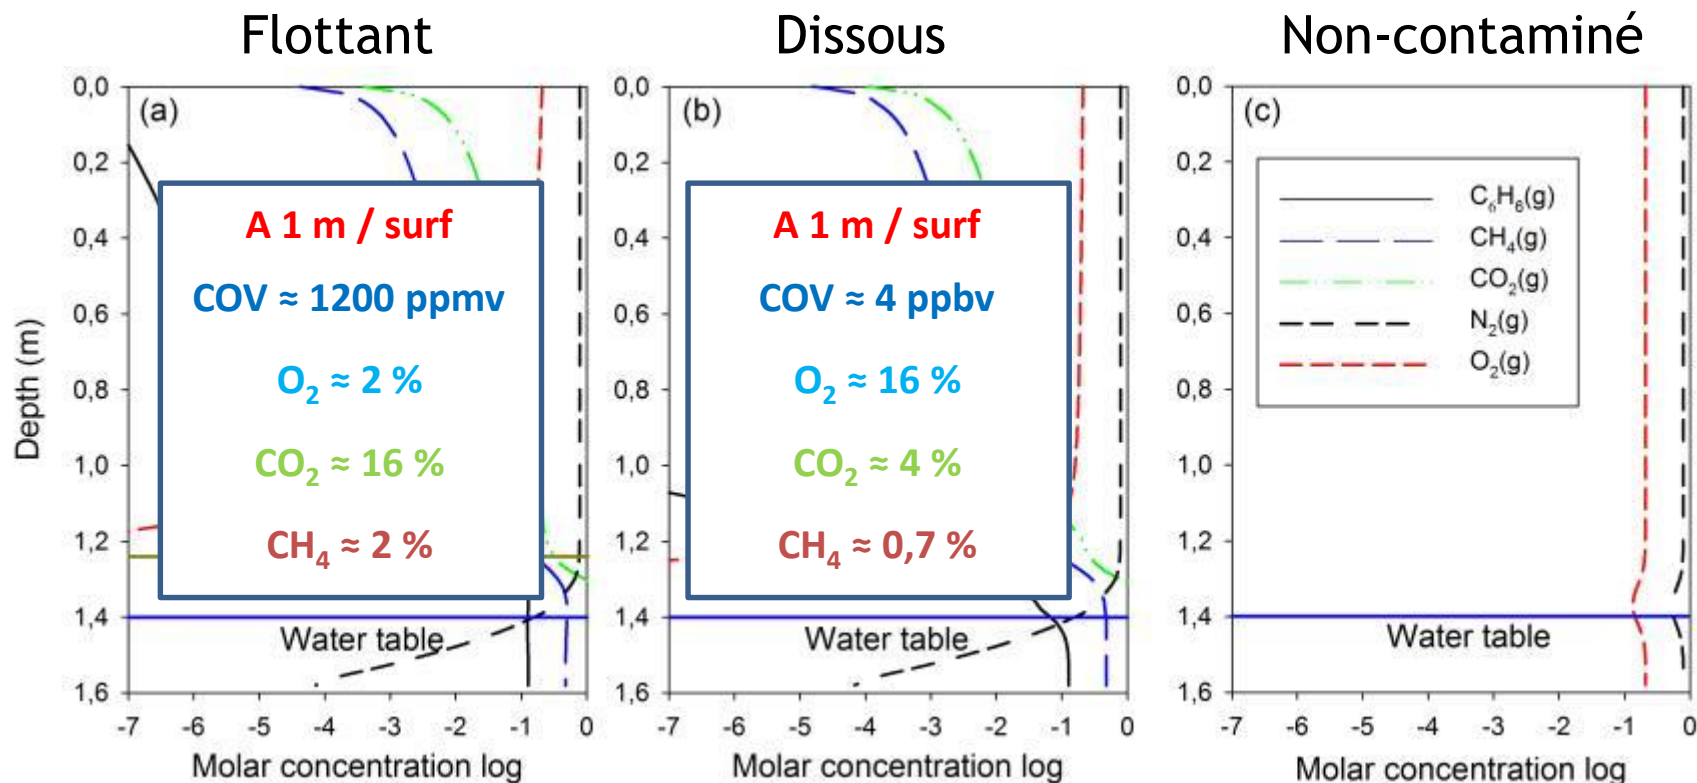 Flottant
Dissous
Non-contaminé
Depth (m)
0,0
0,2
0,4
0,6
0,8
1,0
1,2
1,4
1,6
(a)
A 1 m / surf
COV ≈ 1200 ppmv
O₂ ≈ 2 %
CO₂ ≈ 16 %
CH₄ ≈ 2 %
Water table
-7 -6 -5 -4 -3 -2 -1 0
Molar concentration log
0,0
0,2
0,4
0,6
0,8
1,0
1,2
1,4
1,6
(b)
A 1 m / surf
COV ≈ 4 ppbv
O₂ ≈ 16 %
CO₂ ≈ 4 %
CH₄ ≈ 0,7 %
Water table
-7 -6 -5 -4 -3 -2 -1 0
Molar concentration log
0,0
0,2
0,4
0,6
0,8
1,0
1,2
1,4
1,6
(c)
C₆H₆(g)
CH₄(g)
CO₂(g)
N₂(g)
O₂(g)
Water table
-7 -6 -5 -4 -3 -2 -1 0
Molar concentration log